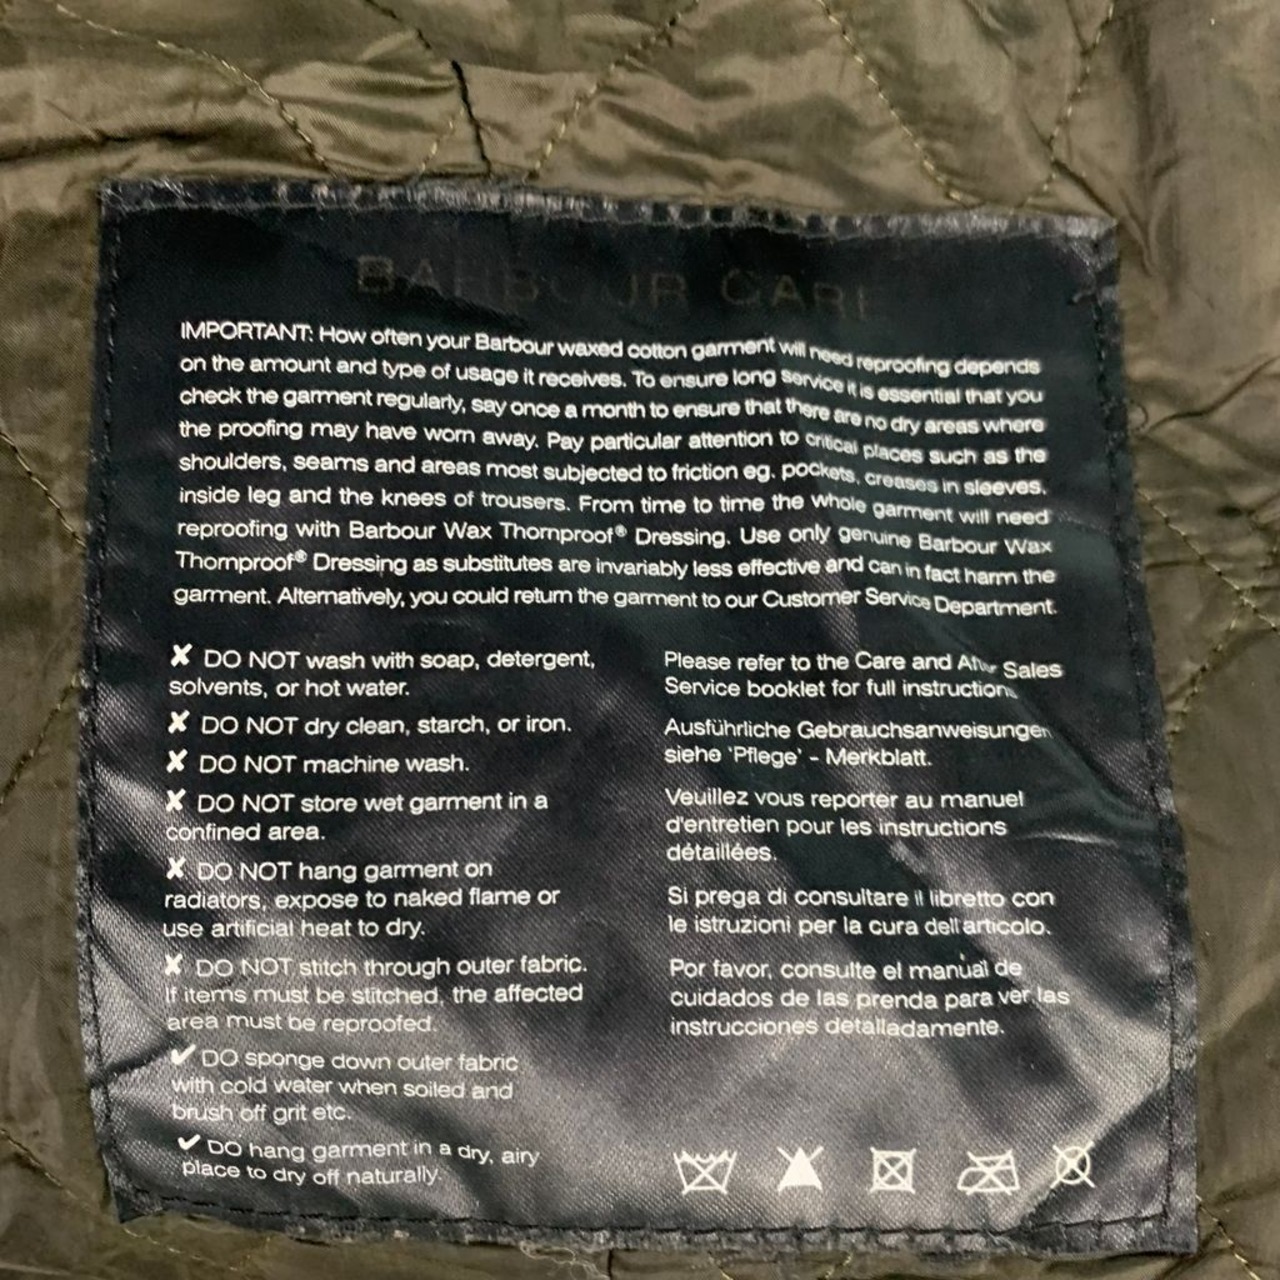 BARBOUR CARE
IMPORTANT: How often your Barbour waxed cotton garment will need reproofing depends
on the amount and type of usage it receives. To ensure long service it is essential that you
check the garment regularly, say once a month to ensure that there are no dry areas where
the proofing may have worn away. Pay particular attention to critical places such as the
shoulders, seams and areas most subjected to friction eg. pockets, creases in sleeves,
inside leg and the knees of trousers. From time to time the whole garment will need
reproofing with Barbour Wax Thornproof® Dressing. Use only genuine Barbour Wax
Thornproof® Dressing as substitutes are invariably less effective and can in fact harm the
garment. Alternatively, you could return the garment to our Customer Service Department.
✘ DO NOT wash with soap, detergent,
solvents, or hot water.
✘ DO NOT dry clean, starch, or iron.
✘ DO NOT machine wash.
✘ DO NOT store wet garment in a
confined area.
✘ DO NOT hang garment on
radiators, expose to naked flame or
use artificial heat to dry.
✘ DO NOT stitch through outer fabric.
If items must be stitched, the affected
area must be reproofed.
✔ DO sponge down outer fabric
with cold water when soiled and
brush off grit etc.
✔ DO hang garment in a dry, airy
place to dry off naturally.
Please refer to the Care and After Sales
Service booklet for full instructions.
Ausführliche Gebrauchsanweisungen
siehe 'Pflege' - Merkblatt.
Veuillez vous reporter au manuel
d'entretien pour les instructions
détaillées.
Si prega di consultare il libretto con
le istruzioni per la cura dell'articolo.
Por favor, consulte el manual de
cuidados de las prenda para ver las
instrucciones detalladamente.